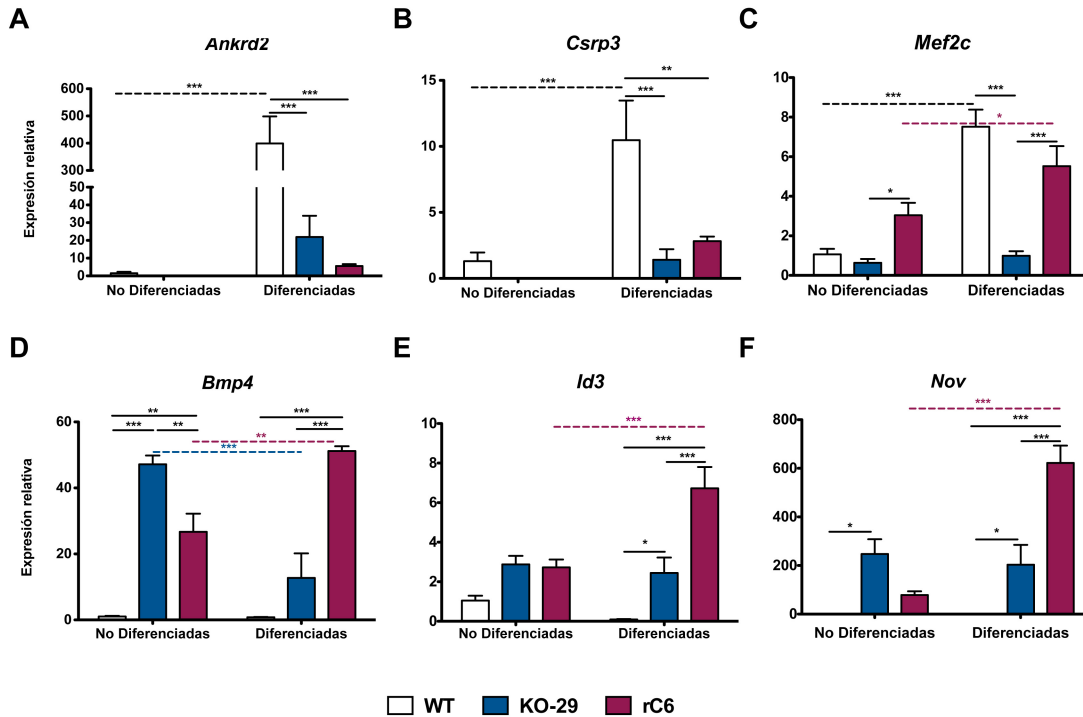 A
Ankrd2
Expresión relativa
600
500
400
300
200
100
50
40
30
20
10
0
***
***
***
No Diferenciadas
Diferenciadas
B
Csrp3
15
10
5
0
***
**
***
No Diferenciadas
Diferenciadas
C
Mef2c
10
8
6
4
2
0
***
***
*
***
*
No Diferenciadas
Diferenciadas
D
Bmp4
Expresión relativa
60
40
20
0
**
***
**
***
***
**
***
No Diferenciadas
Diferenciadas
E
Id3
10
8
6
4
2
0
***
***
***
*
No Diferenciadas
Diferenciadas
F
Nov
800
600
400
200
0
***
***
***
*
*
No Diferenciadas
Diferenciadas
WT
KO-29
rC6